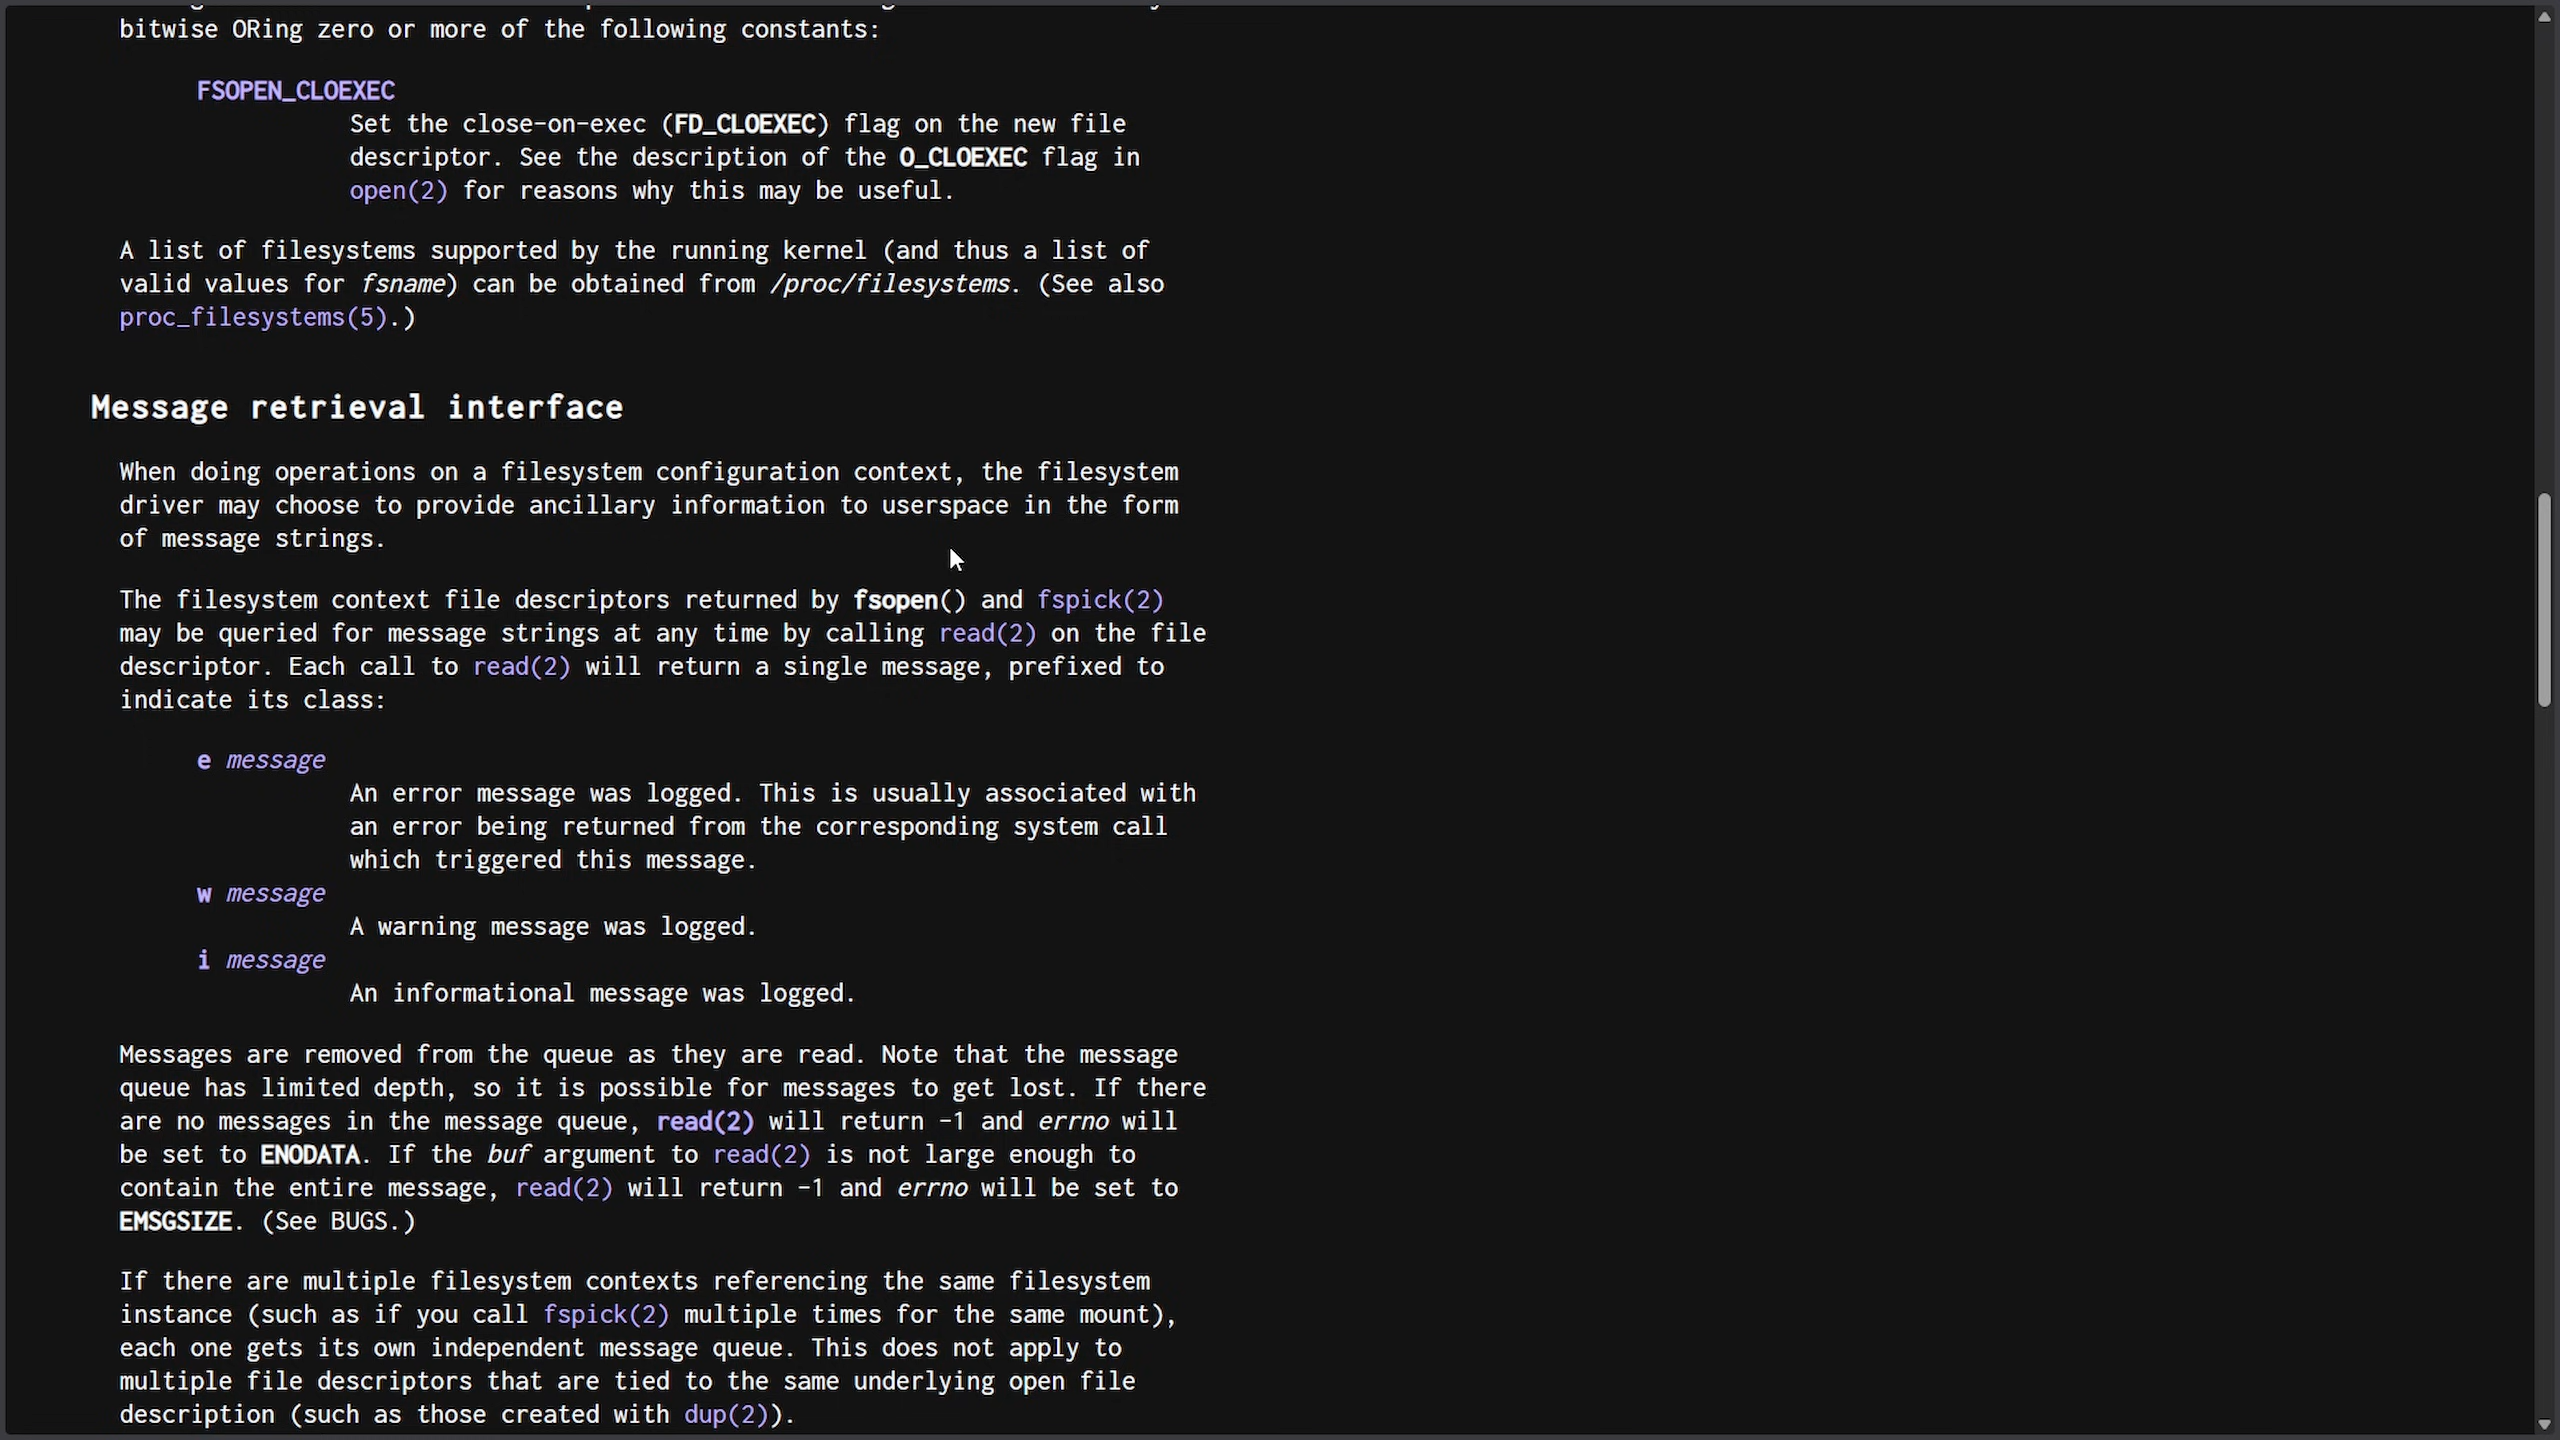 bitwise ORing zero or more of the following constants:
FSOPEN_CLOEXEC
Set the close-on-exec (FD_CLOEXEC) flag on the new file
descriptor. See the description of the O_CLOEXEC flag in
open(2) for reasons why this may be useful.
A list of filesystems supported by the running kernel (and thus a list of
valid values for fsname) can be obtained from /proc/filesystems. (See also
proc_filesystems(5).)
Message retrieval interface
When doing operations on a filesystem configuration context, the filesystem
driver may choose to provide ancillary information to userspace in the form
of message strings.
The filesystem context file descriptors returned by fsopen() and fspick(2)
may be queried for message strings at any time by calling read(2) on the file
descriptor. Each call to read(2) will return a single message, prefixed to
indicate its class:
e message
An error message was logged. This is usually associated with
an error being returned from the corresponding system call
which triggered this message.
w message
A warning message was logged.
i message
An informational message was logged.
Messages are removed from the queue as they are read. Note that the message
queue has limited depth, so it is possible for messages to get lost. If there
are no messages in the message queue, read(2) will return -1 and errno will
be set to ENODATA. If the buf argument to read(2) is not large enough to
contain the entire message, read(2) will return -1 and errno will be set to
EMSGSIZE. (See BUGS.)
If there are multiple filesystem contexts referencing the same filesystem
instance (such as if you call fspick(2) multiple times for the same mount),
each one gets its own independent message queue. This does not apply to
multiple file descriptors that are tied to the same underlying open file
description (such as those created with dup(2)).